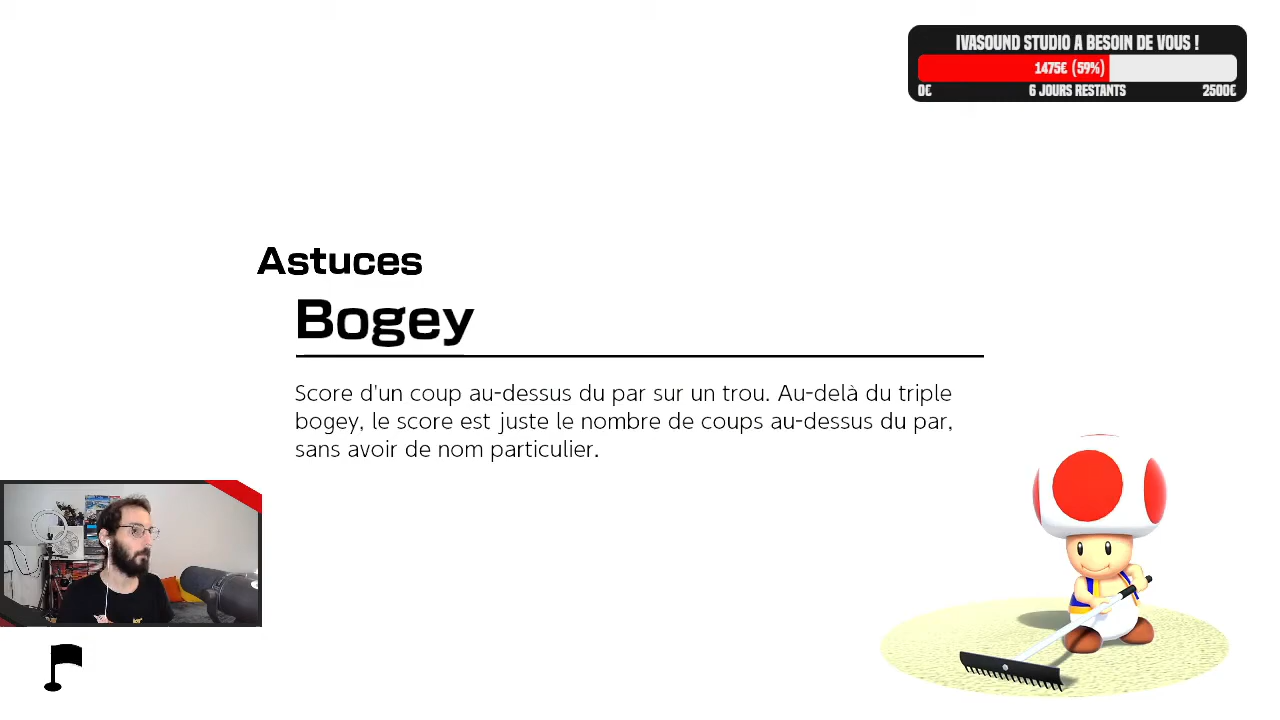 IVASOUND STUDIO A BESOIN DE VOUS !
1475€ (59%)
0€ 6 JOURS RESTANTS 2500€
Astuces
Bogey
Score d'un coup au-dessus du par sur un trou. Au-delà du triple
bogey, le score est juste le nombre de coups au-dessus du par,
sans avoir de nom particulier.